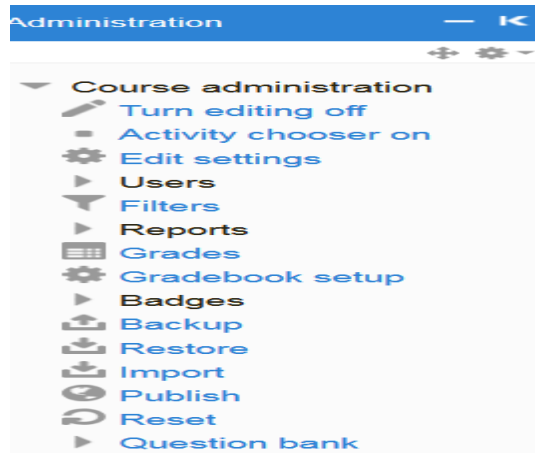 Administration
Course administration
Turn editing off
Activity chooser on
Edit settings
Users
Filters
Reports
Grades
Gradebook setup
Badges
Backup
Restore
Import
Publish
Reset
Question bank